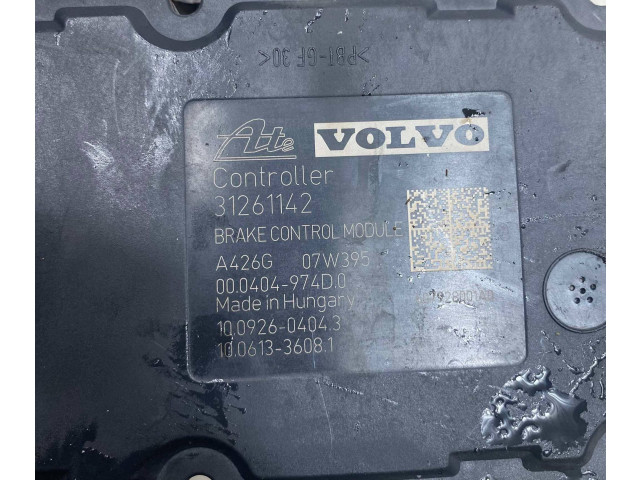 >PBT-GF 30<
Ate VOLVO
Controller
31261142
BRAKE CONTROL MODULE
A426G 07W395
00.0404-974D.0
Made in Hungary
10.0926-0404.3
10.0613-3608.1